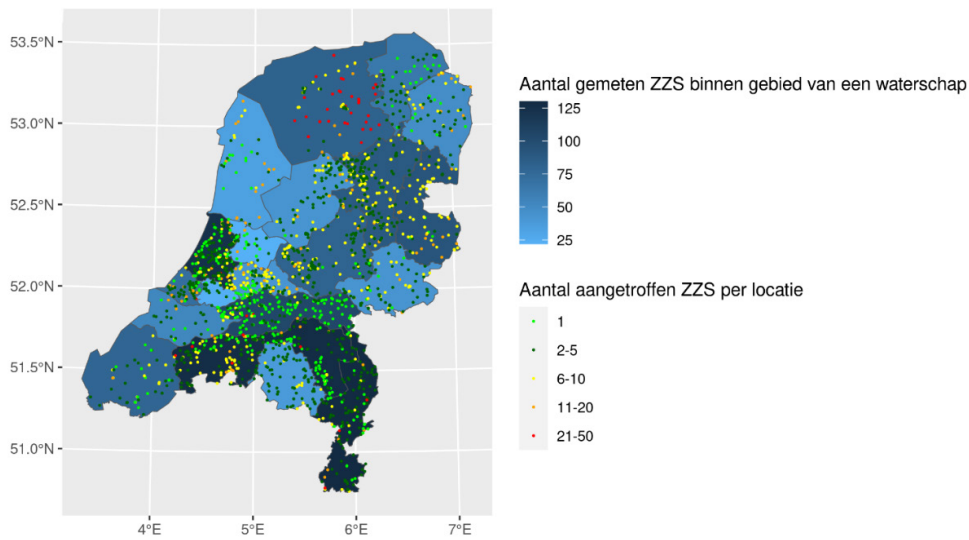 53.5°N
53.0°N
52.5°N
52.0°N
51.5°N
51.0°N
4°E 5°E 6°E 7°E
Aantal gemeten ZZS binnen gebied van een waterschap
125
100
75
50
25
Aantal aangetroffen ZZS per locatie
1
2-5
6-10
11-20
21-50